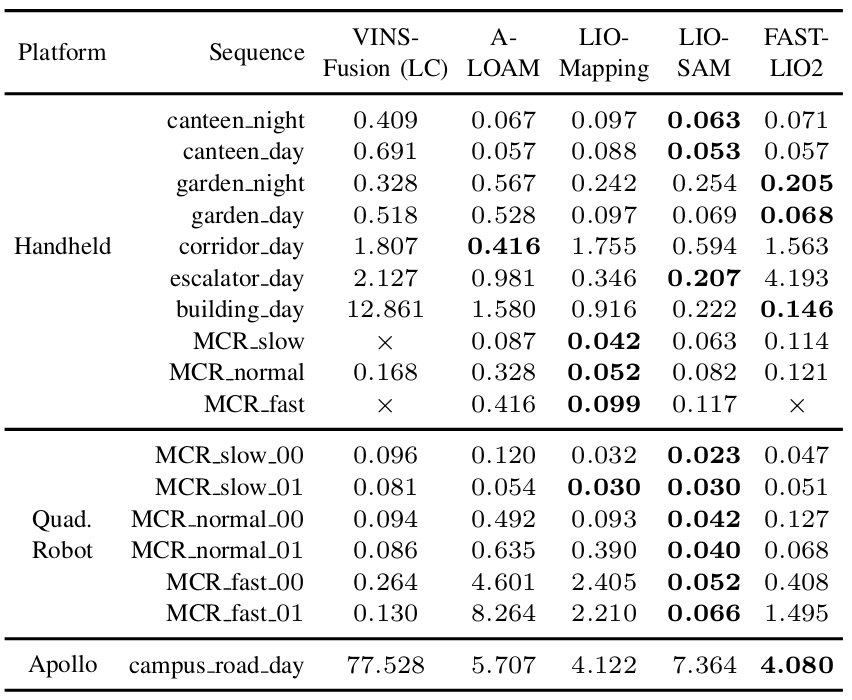 Platform Sequence VINS-Fusion (LC) A-LOAM LIO-Mapping LIO-SAM FAST-LIO2
canteen_night 0.409 0.067 0.097 0.063 0.071
canteen_day 0.691 0.057 0.088 0.053 0.057
garden_night 0.328 0.567 0.242 0.254 0.205
garden_day 0.518 0.528 0.097 0.069 0.068
Handheld corridor_day 1.807 0.416 1.755 0.594 1.563
escalator_day 2.127 0.981 0.346 0.207 4.193
building_day 12.861 1.580 0.916 0.222 0.146
MCR_slow × 0.087 0.042 0.063 0.114
MCR_normal 0.168 0.328 0.052 0.082 0.121
MCR_fast × 0.416 0.099 0.117 ×
MCR_slow_00 0.096 0.120 0.032 0.023 0.047
MCR_slow_01 0.081 0.054 0.030 0.030 0.051
Quad. MCR_normal_00 0.094 0.492 0.093 0.042 0.127
Robot MCR_normal_01 0.086 0.635 0.390 0.040 0.068
MCR_fast_00 0.264 4.601 2.405 0.052 0.408
MCR_fast_01 0.130 8.264 2.210 0.066 1.495
Apollo campus_road_day 77.528 5.707 4.122 7.364 4.080